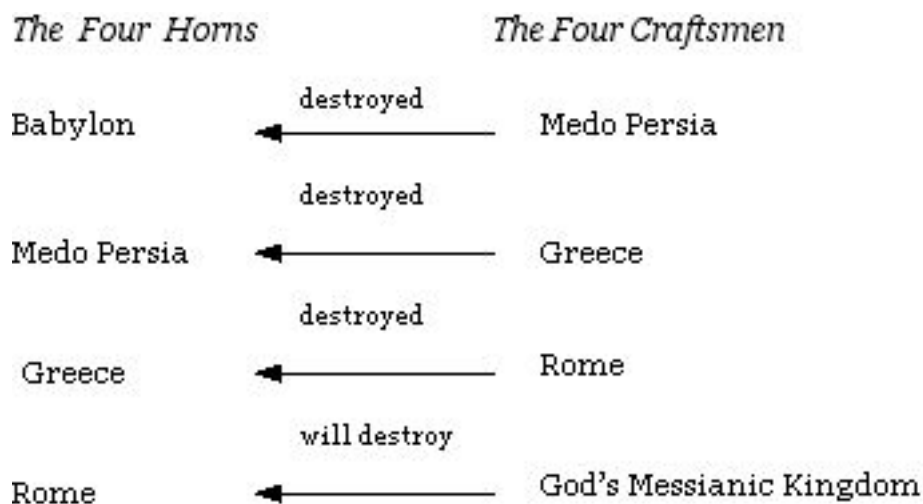 The Four Horns The Four Craftsmen
destroyed
Babylon Medo Persia
destroyed
Medo Persia Greece
destroyed
Greece Rome
will destroy
Rome God's Messianic Kingdom